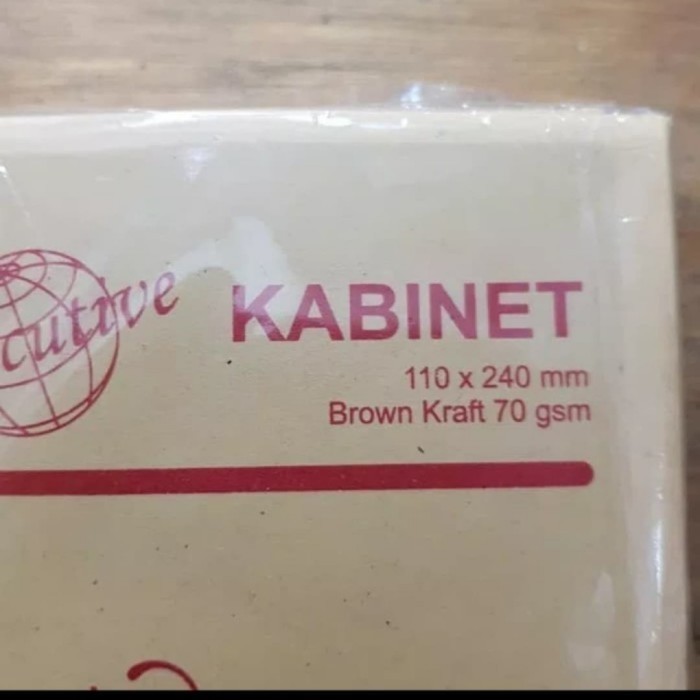 cutive
KABINET
110 x 240 mm
Brown Kraft 70 gsm